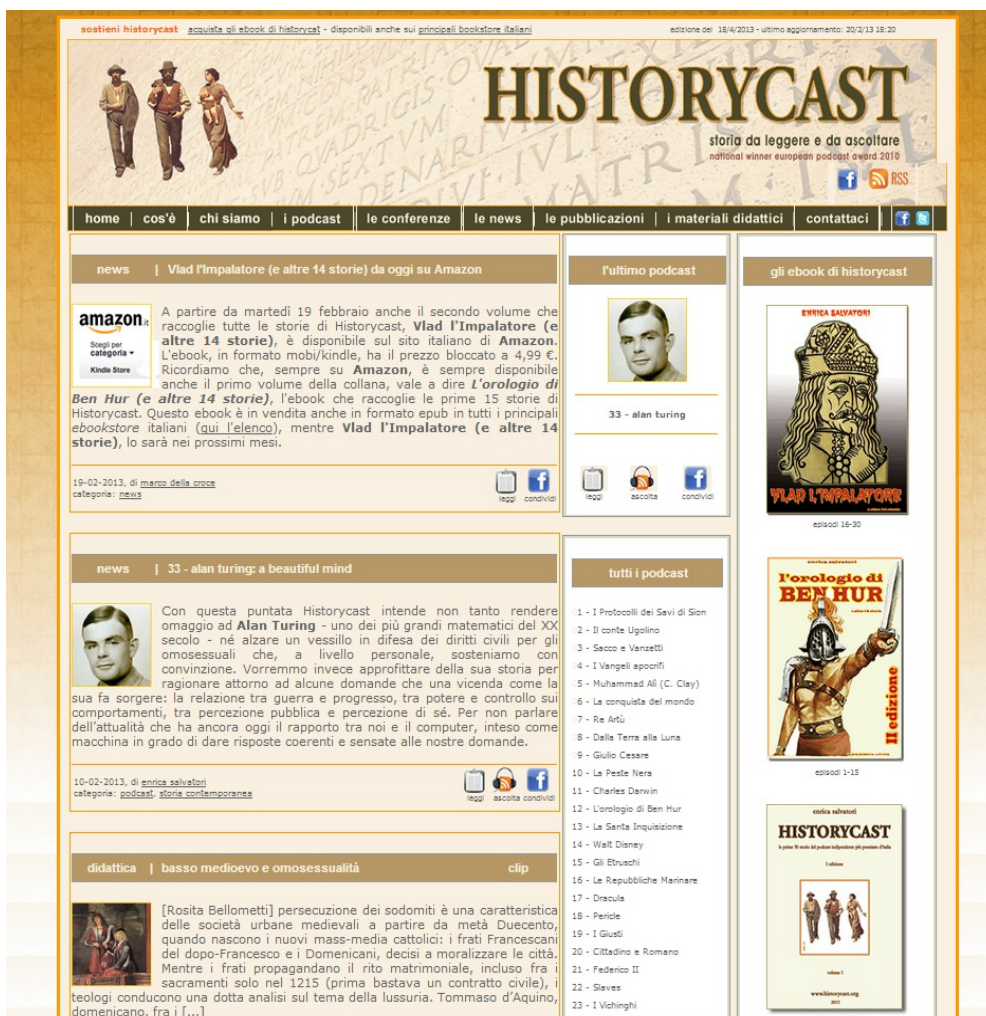 sostieni historycast acquista gli ebook di historycat - disponibili anche sui principali bookstore italiani
edizione del 18/4/2013 - ultimo aggiornamento: 20/2/13 18:20
HISTORYCAST
storia da leggere e da ascoltare
national winner european podcast award 2010
RSS
home | cos'è | chi siamo | i podcast | le conferenze | le news | le pubblicazioni | i materiali didattici | contattaci
news | Vlad l'Impalatore (e altre 14 storie) da oggi su Amazon
amazon.it
Scegli per
categoria
Kindle Store
A partire da martedì 19 febbraio anche il secondo volume che
raccoglie tutte le storie di Historycast, Vlad l'Impalatore (e
altre 14 storie), è disponibile sul sito italiano di Amazon.
L'ebook, in formato mobi/kindle, ha il prezzo bloccato a 4,99 €.
Ricordiamo che, sempre su Amazon, è sempre disponibile
anche il primo volume della collana, vale a dire L'orologio di
Ben Hur (e altre 14 storie), l'ebook che raccoglie le prime 15 storie di
Historycast. Questo ebook è in vendita anche in formato epub in tutti i principali
ebookstore italiani (qui l'elenco), mentre Vlad l'Impalatore (e altre 14
storie), lo sarà nei prossimi mesi.
19-02-2013, di marco della croce
categoria: news
leggi condividi
news | 33 - alan turing: a beautiful mind
Con questa puntata Historycast intende non tanto rendere
omaggio ad Alan Turing - uno dei più grandi matematici del XX
secolo - né alzare un vessillo in difesa dei diritti civili per gli
omosessuali che, a livello personale, sosteniamo con
convinzione. Vorremmo invece approfittare della sua storia per
ragionare attorno ad alcune domande che una vicenda come la
sua fa sorgere: la relazione tra guerra e progresso, tra potere e controllo sui
comportamenti, tra percezione pubblica e percezione di sé. Per non parlare
dell'attualità che ha ancora oggi il rapporto tra noi e il computer, inteso come
macchina in grado di dare risposte coerenti e sensate alle nostre domande.
10-02-2013, di enrica salvatori
categoria: podcast, storia contemporanea
leggi ascolta condividi
didattica | basso medioevo e omosessualità clip
[Rosita Bellometti] persecuzione dei sodomiti è una caratteristica
delle società urbane medievali a partire da metà Duecento,
quando nascono i nuovi mass-media cattolici: i frati Francescani
del dopo-Francesco e i Domenicani, decisi a moralizzare le città.
Mentre i frati propagandano il rito matrimoniale, incluso fra i
sacramenti solo nel 1215 (prima bastava un contratto civile), i
teologi conducono una dotta analisi sul tema della lussuria. Tommaso d'Aquino,
domenicano, fra i [...]
l'ultimo podcast
33 - alan turing
leggi ascolta condividi
tutti i podcast
1 - I Protocolli dei Savi di Sion
2 - Il conte Ugolino
3 - Sacco e Vanzetti
4 - I Vangeli apocrifi
5 - Muhammad Alì (C. Clay)
6 - La conquista del mondo
7 - Re Artù
8 - Dalla Terra alla Luna
9 - Giulio Cesare
10 - La Peste Nera
11 - Charles Darwin
12 - L'orologio di Ben Hur
13 - La Santa Inquisizione
14 - Walt Disney
15 - Gli Etruschi
16 - Le Repubbliche Marinare
17 - Dracula
18 - Pericle
19 - I Giusti
20 - Cittadino e Romano
21 - Federico II
22 - Slaves
23 - I Vichinghi
gli ebook di historycast
ENRICA SALVATORI
VLAD L'IMPALATORE
episodi 16-30
enrica salvatori
l'orologio di
BEN HUR
II edizione
episodi 1-15
enrica salvatori
HISTORYCAST
le prime 30 storie del podcast indipendente più premiato d'Italia
I edizione
volume 1
www.historycast.org
2013